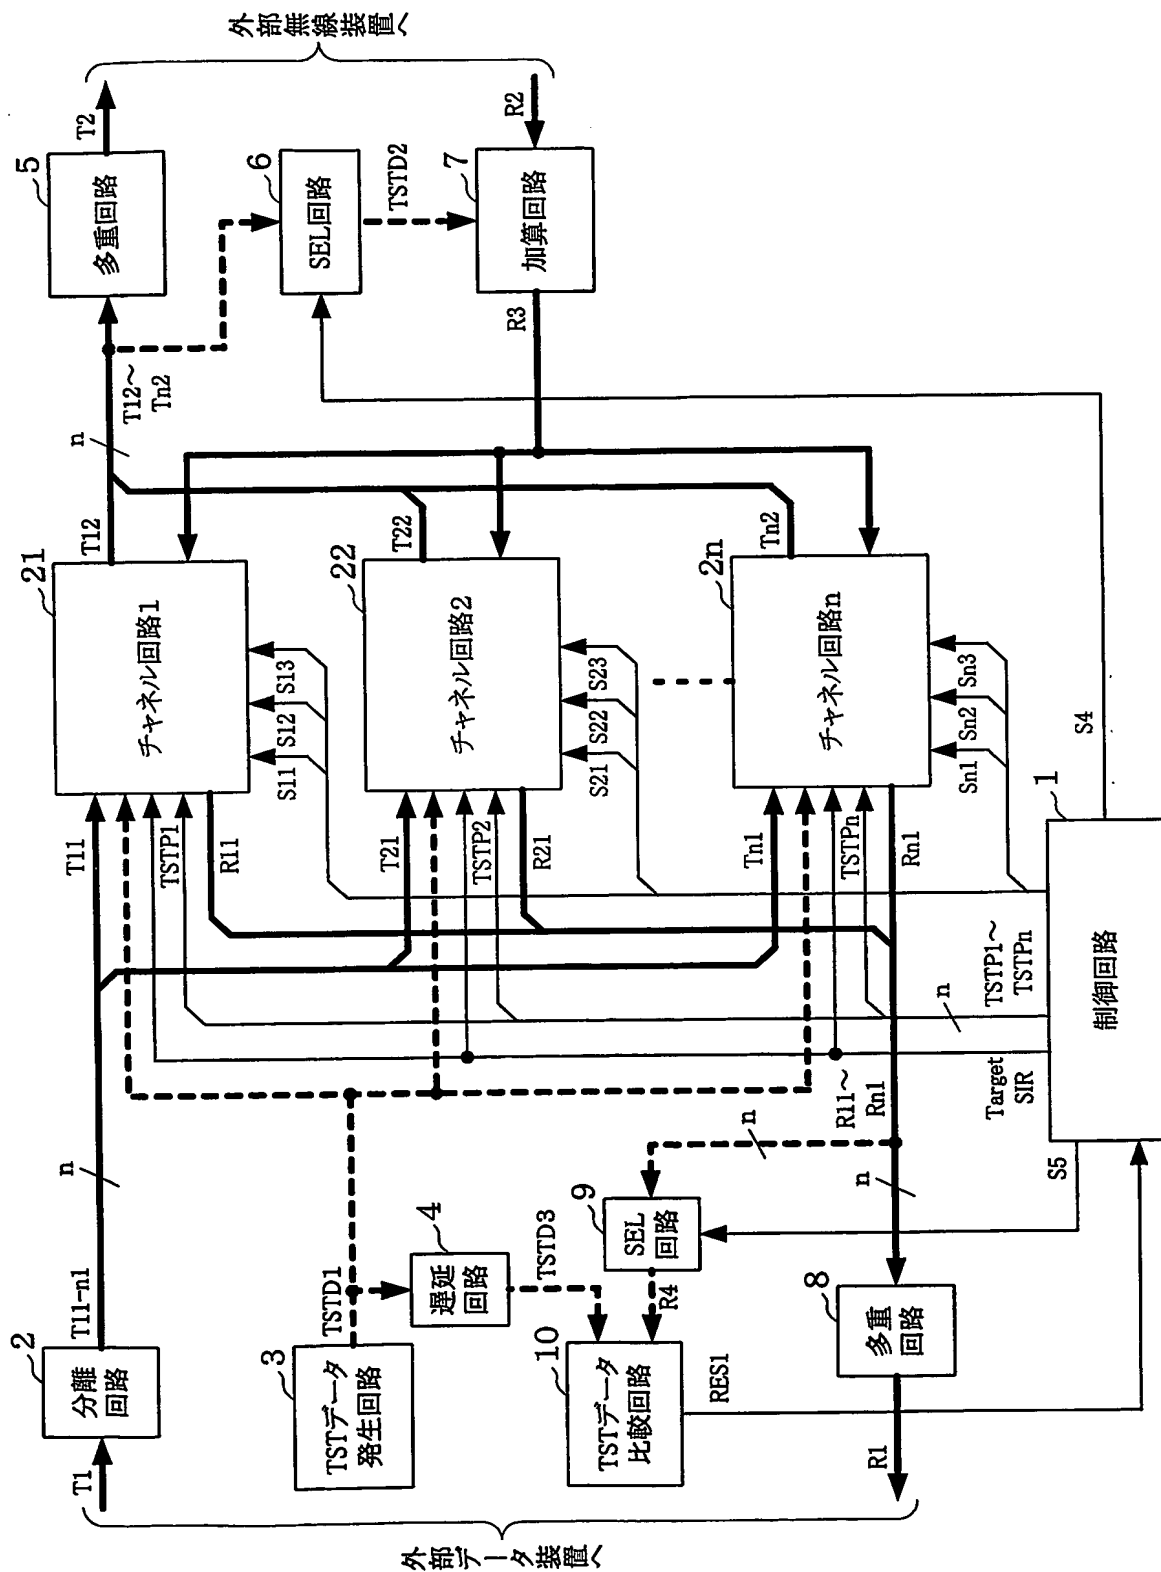 外部データ装置へ
外部無線装置へ
T1
2
分離
回路
T11-n1
n
T11
21
チャネル回路1
T12
n
T12～
Tn2
5
多重回路
T2
3
TSTデータ
発生回路
TSTD1
4
遅延
回路
TSTD3
TSTP1
R11
S11
S12
S13
6
SEL回路
TSTD2
7
加算回路
R2
R3
T21
TSTP2
R21
22
チャネル回路2
T22
S21
S22
S23
10
TSTデータ
比較回路
R4
9
SEL
回路
n
RES1
Tn1
TSTPn
Rn1
2n
チャネル回路n
Tn2
Sn1
Sn2
Sn3
R11～
Rn1
8
多重
回路
n
R1
S5
Target
SIR
n
TSTP1～
TSTPn
1
制御回路
S4